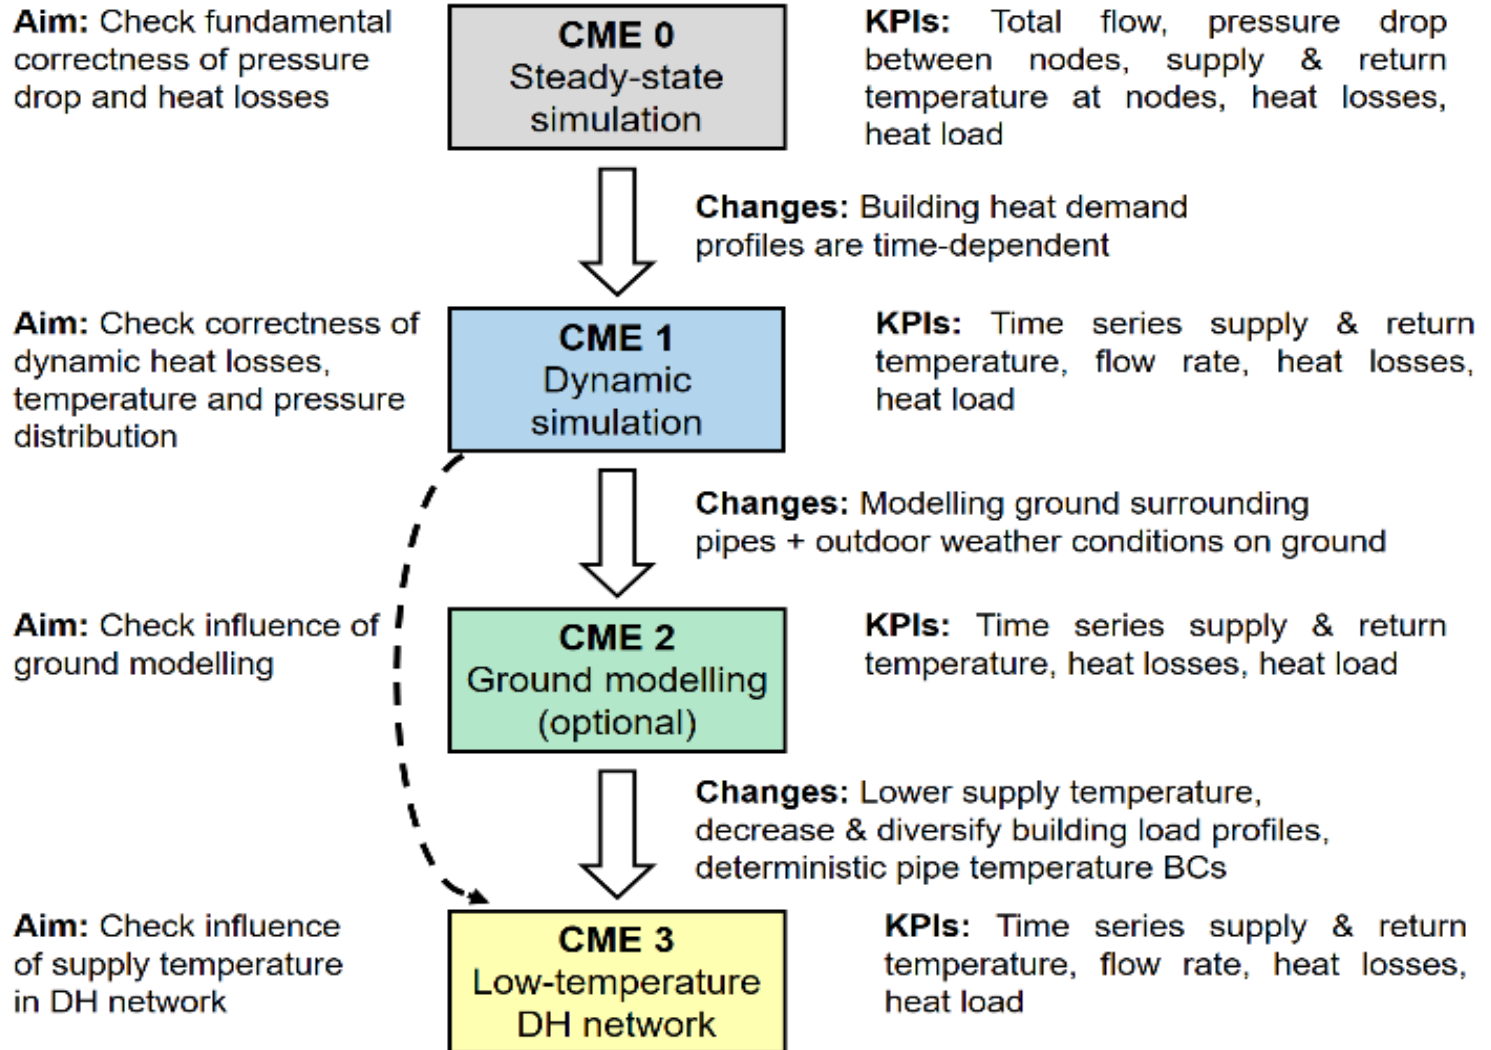 Aim: Check fundamental
correctness of pressure
drop and heat losses
CME 0
Steady-state
simulation
KPIs: Total flow, pressure drop
between nodes, supply & return
temperature at nodes, heat losses,
heat load
Changes: Building heat demand
profiles are time-dependent
Aim: Check correctness of
dynamic heat losses,
temperature and pressure
distribution
CME 1
Dynamic
simulation
KPIs: Time series supply & return
temperature, flow rate, heat losses,
heat load
Changes: Modelling ground surrounding
pipes + outdoor weather conditions on ground
Aim: Check influence of
ground modelling
CME 2
Ground modelling
(optional)
KPIs: Time series supply & return
temperature, heat losses, heat load
Changes: Lower supply temperature,
decrease & diversify building load profiles,
deterministic pipe temperature BCs
Aim: Check influence
of supply temperature
in DH network
CME 3
Low-temperature
DH network
KPIs: Time series supply & return
temperature, flow rate, heat losses,
heat load